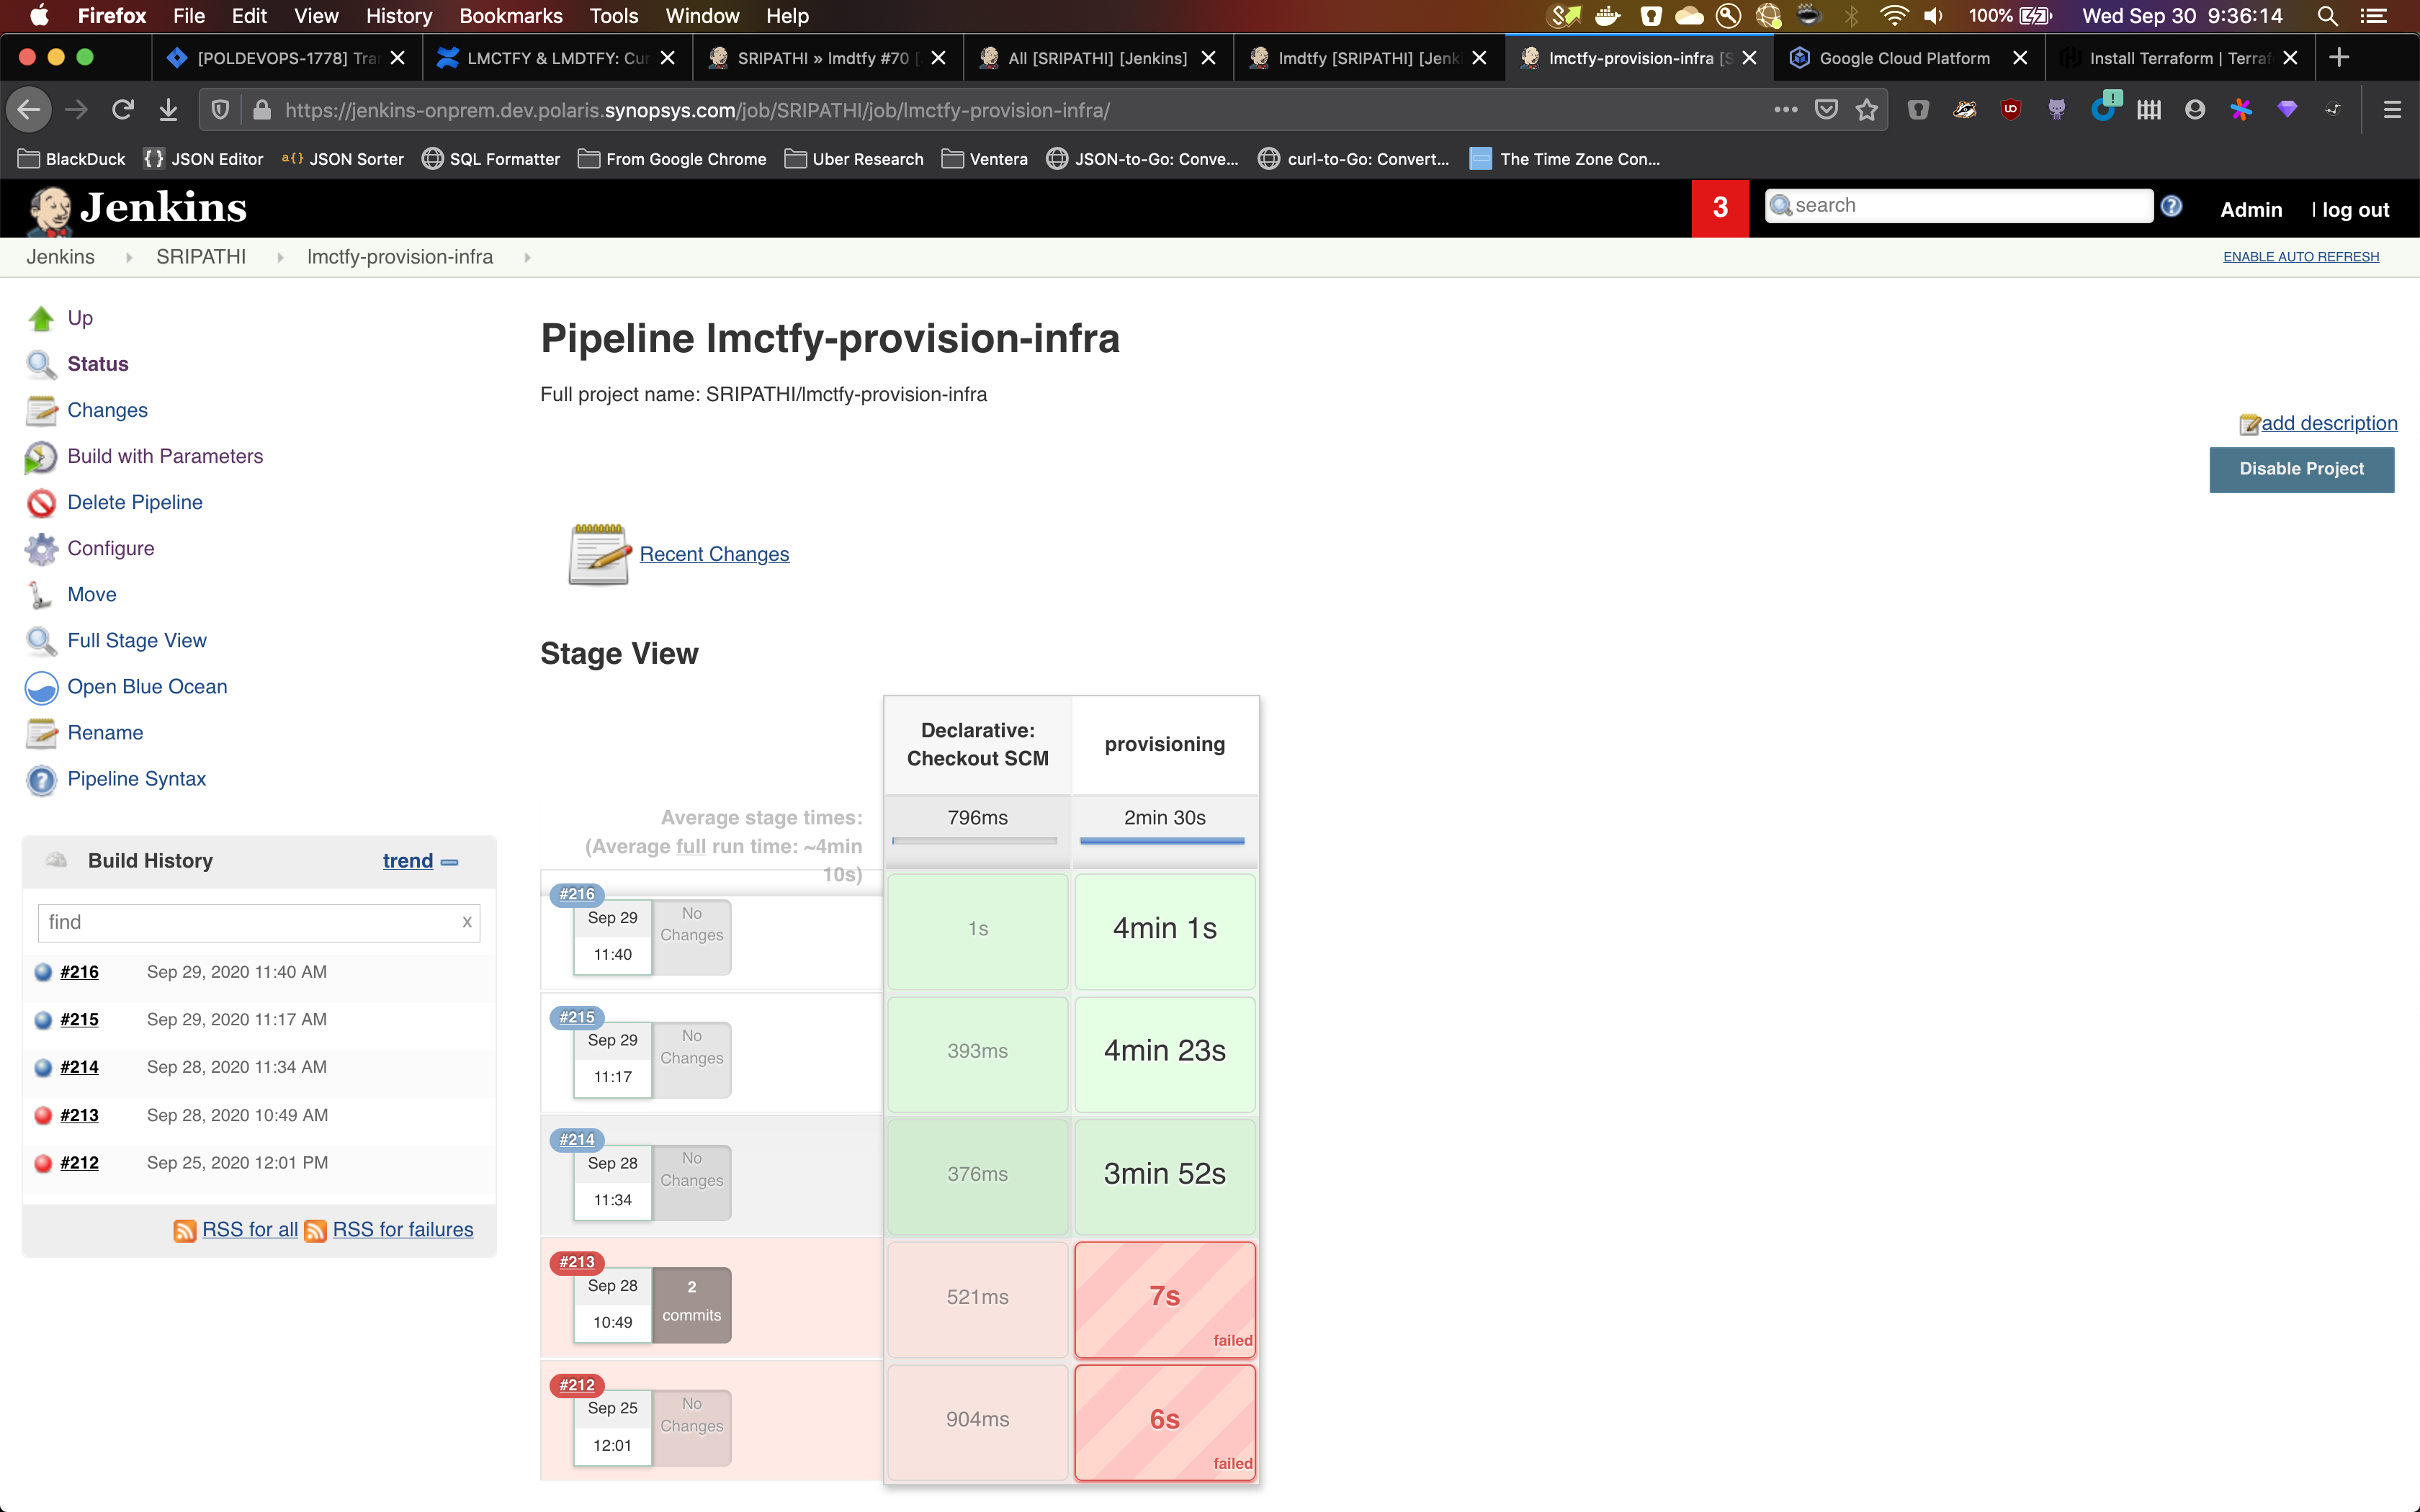 Firefox File Edit View History Bookmarks Tools Window Help 100% Wed Sep 30 9:36:14
[POLDEVOPS-1778] Tra LMCTFY & LMDTFY: Cur SRIPATHI » lmdtfy #70 [ All [SRIPATHI] [Jenkins] lmdtfy [SRIPATHI] [Jenki lmctfy-provision-infra [S Google Cloud Platform Install Terraform | Terraf
https://jenkins-onprem.dev.polaris.synopsys.com/job/SRIPATHI/job/lmctfy-provision-infra/
BlackDuck JSON Editor JSON Sorter SQL Formatter From Google Chrome Uber Research Ventera JSON-to-Go: Conve... curl-to-Go: Convert... The Time Zone Con...
Jenkins 3 search Admin | log out
Jenkins SRIPATHI lmctfy-provision-infra ENABLE AUTO REFRESH
Up
Status
Changes
Build with Parameters
Delete Pipeline
Configure
Move
Full Stage View
Open Blue Ocean
Rename
Pipeline Syntax
Build History trend
find x
#216 Sep 29, 2020 11:40 AM
#215 Sep 29, 2020 11:17 AM
#214 Sep 28, 2020 11:34 AM
#213 Sep 28, 2020 10:49 AM
#212 Sep 25, 2020 12:01 PM
RSS for all RSS for failures
Pipeline lmctfy-provision-infra
Full project name: SRIPATHI/lmctfy-provision-infra
add description
Disable Project
Recent Changes
Stage View
Declarative: Checkout SCM
provisioning
Average stage times:
(Average full run time: ~4min
10s)
796ms 2min 30s
#216
Sep 29
11:40
No
Changes
1s
4min 1s
#215
Sep 29
11:17
No
Changes
393ms
4min 23s
#214
Sep 28
11:34
No
Changes
376ms
3min 52s
#213
Sep 28
10:49
2
commits
521ms
7s
failed
#212
Sep 25
12:01
No
Changes
904ms
6s
failed